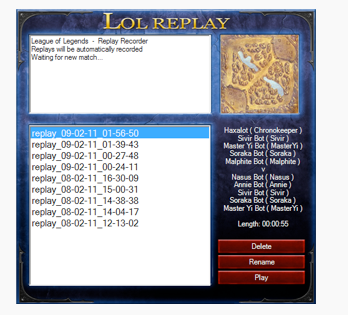 LOL REPLAY
League of Legends - Replay Recorder
Replays will be automatically recorded
Waiting for new match...
replay_09-02-11_01-56-50
replay_09-02-11_01-39-43
replay_09-02-11_00-27-48
replay_09-02-11_00-24-11
replay_08-02-11_16-30-09
replay_08-02-11_15-00-31
replay_08-02-11_14-38-38
replay_08-02-11_14-04-17
replay_08-02-11_12-13-02
Haxalot ( Chronokeeper )
Sivir Bot ( Sivir )
Master Yi Bot ( MasterYi )
Soraka Bot ( Soraka )
Malphite Bot ( Malphite )
v
Nasus Bot ( Nasus )
Annie Bot ( Annie )
Sivir Bot ( Sivir )
Soraka Bot ( Soraka )
Master Yi Bot ( MasterYi )
Length: 00:00:55
Delete
Rename
Play